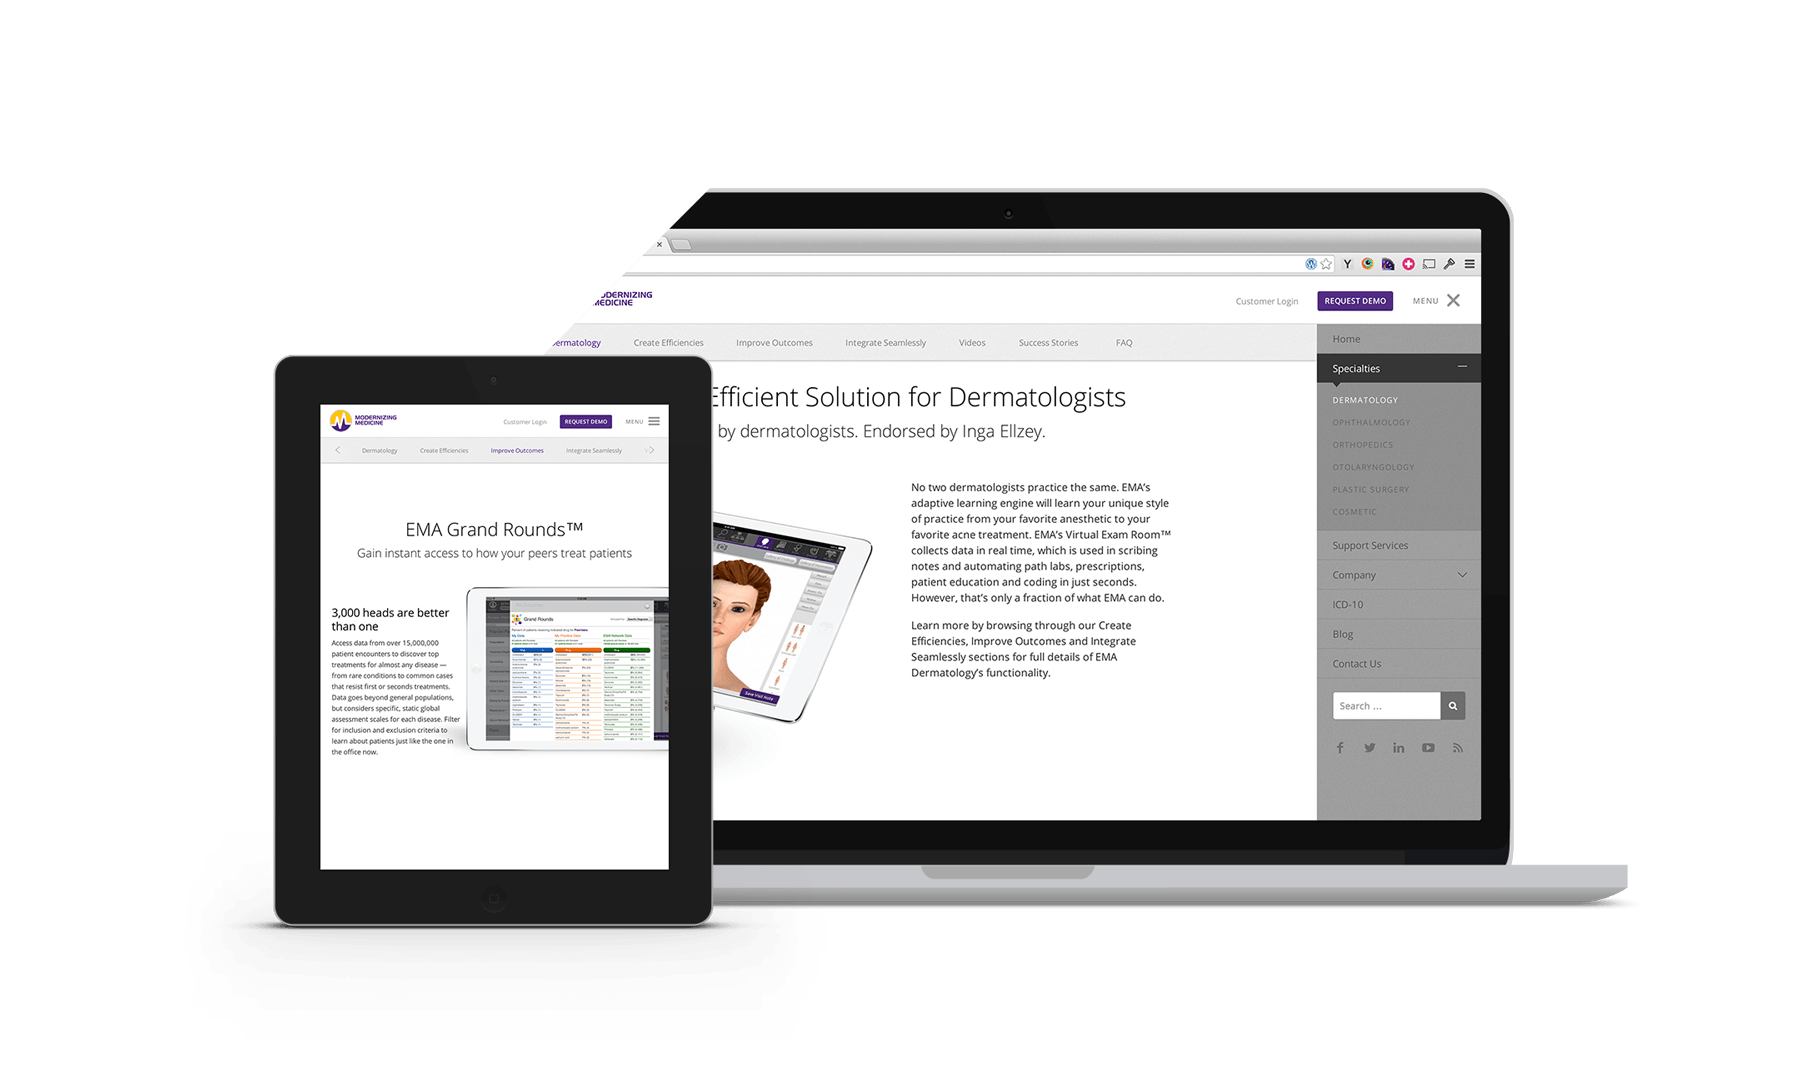 MODERNIZING
MEDICINE
Customer Login
REQUEST DEMO
MENU
Dermatology
Create Efficiencies
Improve Outcomes
Integrate Seamlessly
Videos
Success Stories
FAQ
Efficient Solution for Dermatologists
by dermatologists. Endorsed by Inga Ellzey.
No two dermatologists practice the same. EMA’s
adaptive learning engine will learn your unique style
of practice from your favorite anesthetic to your
favorite acne treatment. EMA’s Virtual Exam Room™
collects data in real time, which is used in scribing
notes and automating path labs, prescriptions,
patient education and coding in just seconds.
However, that’s only a fraction of what EMA can do.
Learn more by browsing through our Create
Efficiencies, Improve Outcomes and Integrate
Seamlessly sections for full details of EMA
Dermatology’s functionality.
Save Visit Note
Home
Specialties
DERMATOLOGY
OPHTHALMOLOGY
ORTHOPEDICS
OTOLARYNGOLOGY
PLASTIC SURGERY
COSMETIC
Support Services
Company
ICD-10
Blog
Contact Us
Search ...
MODERNIZING
MEDICINE
Customer Login
REQUEST DEMO
MENU
Dermatology
Create Efficiencies
Improve Outcomes
Integrate Seamlessly
EMA Grand Rounds™
Gain instant access to how your peers treat patients
3,000 heads are better
than one
Access data from over 15,000,000
patient encounters to discover top
treatments for almost any disease —
from rare conditions to common cases
that resist first or seconds treatments.
Data goes beyond general populations,
but considers specific, static global
assessment scales for each disease. Filter
for inclusion and exclusion criteria to
learn about patients just like the one in
the office now.
Grand Rounds